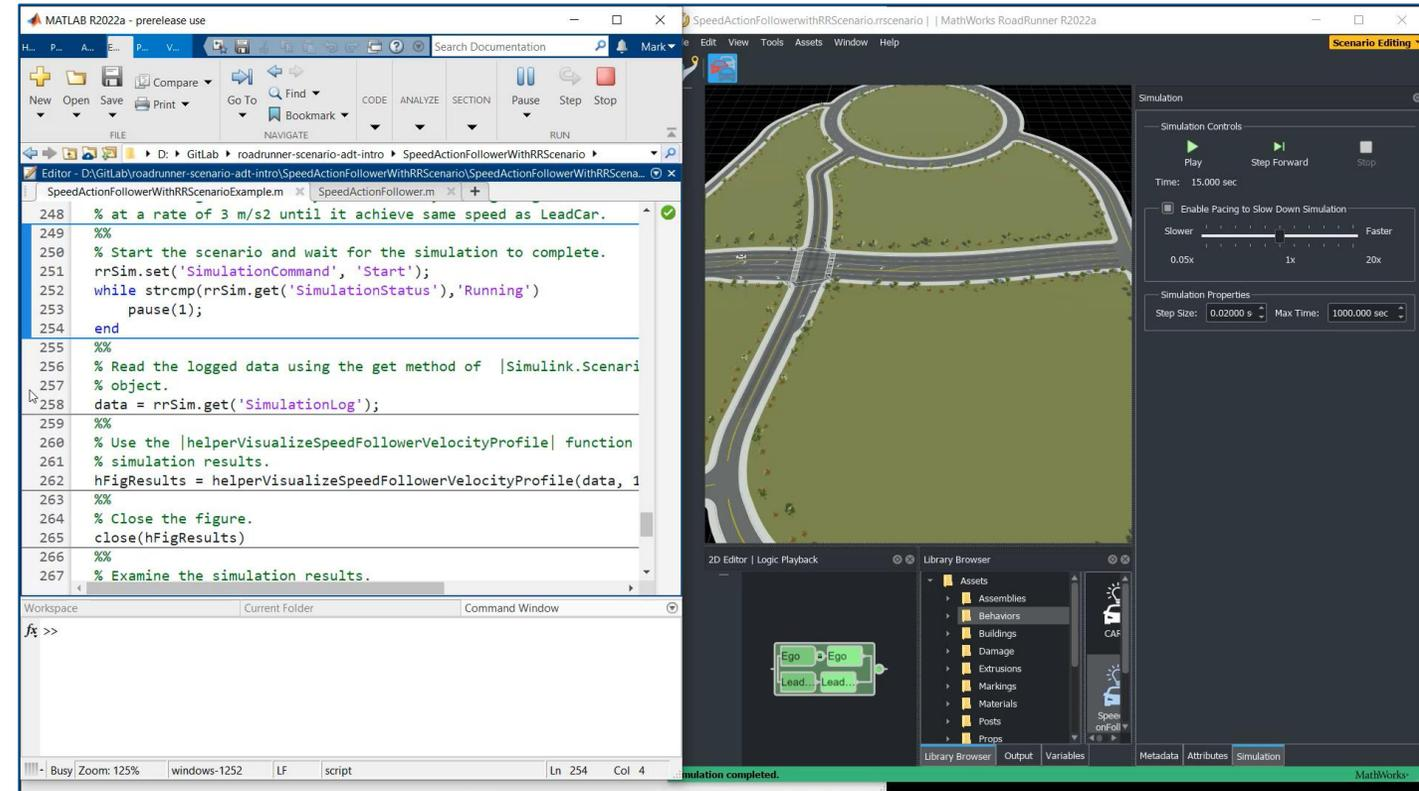 MATLAB R2022a - prerelease use
H... P... A... E... P... V... Search Documentation Mark
New Open Save Compare Print Go To Find Bookmark CODE ANALYZE SECTION Pause Step Stop
FILE NAVIGATE RUN
D: GitLab roadrunner-scenario-adt-intro SpeedActionFollowerWithRRScenario
Editor - D:\GitLab\roadrunner-scenario-adt-intro\SpeedActionFollowerWithRRScenario\SpeedActionFollowerWithRRScena...
SpeedActionFollowerWithRRScenarioExample.m SpeedActionFollower.m
248 % at a rate of 3 m/s2 until it achieve same speed as LeadCar.
249 %%
250 % Start the scenario and wait for the simulation to complete.
251 rrSim.set('SimulationCommand', 'Start');
252 while strcmp(rrSim.get('SimulationStatus'),'Running')
253 pause(1);
254 end
255 %%
256 % Read the logged data using the get method of |Simulink.Scenari
257 % object.
258 data = rrSim.get('SimulationLog');
259 %%
260 % Use the |helperVisualizeSpeedFollowerVelocityProfile| function
261 % simulation results.
262 hFigResults = helperVisualizeSpeedFollowerVelocityProfile(data, 1
263 %%
264 % Close the figure.
265 close(hFigResults)
266 %%
267 % Examine the simulation results.
Workspace Current Folder Command Window
fx >>
Busy Zoom: 125% windows-1252 LF script Ln 254 Col 4
SpeedActionFollowerwithRRScenario.rrscenario | | MathWorks RoadRunner R2022a
Edit View Tools Assets Window Help
Scenario Editing
Simulation
Simulation Controls
Play Step Forward Stop
Time: 15.000 sec
Enable Pacing to Slow Down Simulation
Slower Faster
0.05x 1x 20x
Simulation Properties
Step Size: 0.02000 s Max Time: 1000.000 sec
2D Editor | Logic Playback
Ego Ego
Lead... Lead...
Library Browser
Assets
Assemblies
Behaviors
Buildings
Damage
Extrusions
Markings
Materials
Posts
Props
CAR
Speed
onFoll
Library Browser Output Variables
Metadata Attributes Simulation
mulation completed.
MathWorks